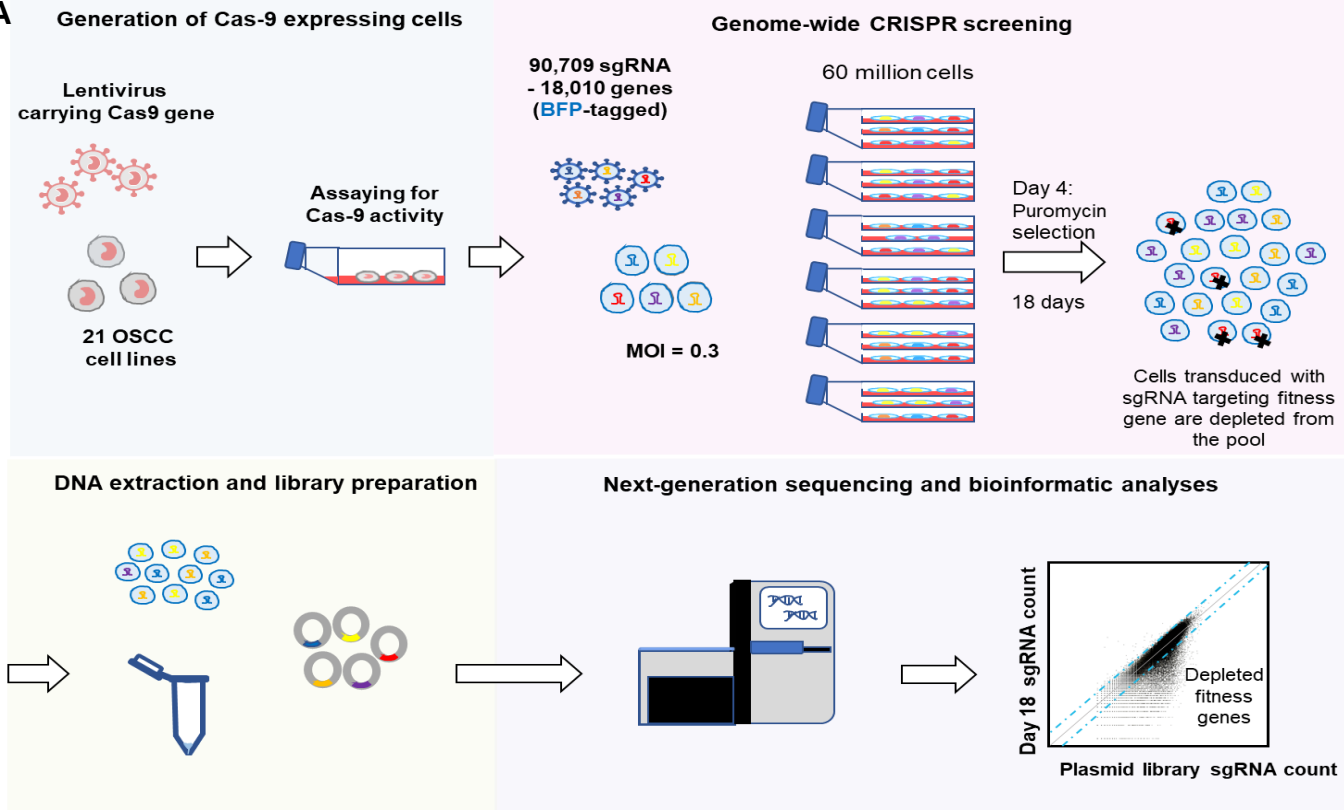 A
Generation of Cas-9 expressing cells
Lentivirus
carrying Cas9 gene
21 OSCC
cell lines
Assaying for
Cas-9 activity
Genome-wide CRISPR screening
90,709 sgRNA
- 18,010 genes
(BFP-tagged)
MOI = 0.3
60 million cells
Day 4:
Puromycin
selection
18 days
Cells transduced with
sgRNA targeting fitness
gene are depleted from
the pool
DNA extraction and library preparation
Next-generation sequencing and bioinformatic analyses
Day 18 sgRNA count
Depleted
fitness
genes
Plasmid library sgRNA count